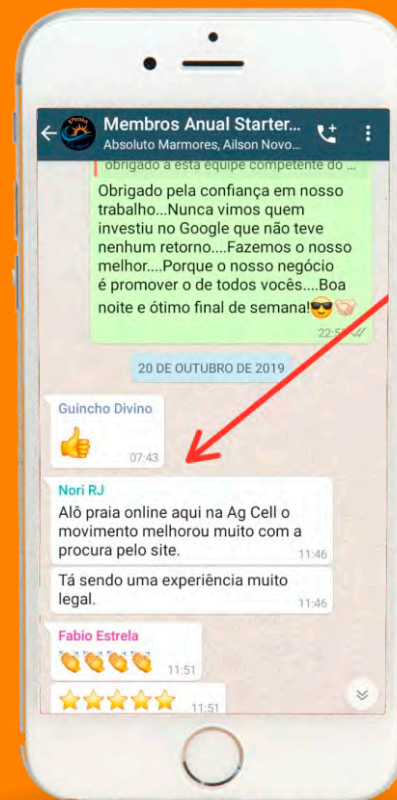 Membros Anual Starter...
Absoluto Marmores, Ailson Novo...
obrigado a esta equipe competente do ...
Obrigado pela confiança em nosso
trabalho...Nunca vimos quem
investiu no Google que não teve
nenhum retorno....Fazemos o nosso
melhor....Porque o nosso negócio
é promover o de todos vocês....Boa
noite e ótimo final de semana!😎🤝
20 DE OUTUBRO DE 2019
Guincho Divino
👍
07:43
Nori RJ
Alô praia online aqui na Ag Cell o
movimento melhorou muito com a
procura pelo site.
11:46
Tá sendo uma experiência muito
legal.
11:46
Fabio Estrela
👏👏👏👏 11:51
⭐⭐⭐⭐⭐ 11:51